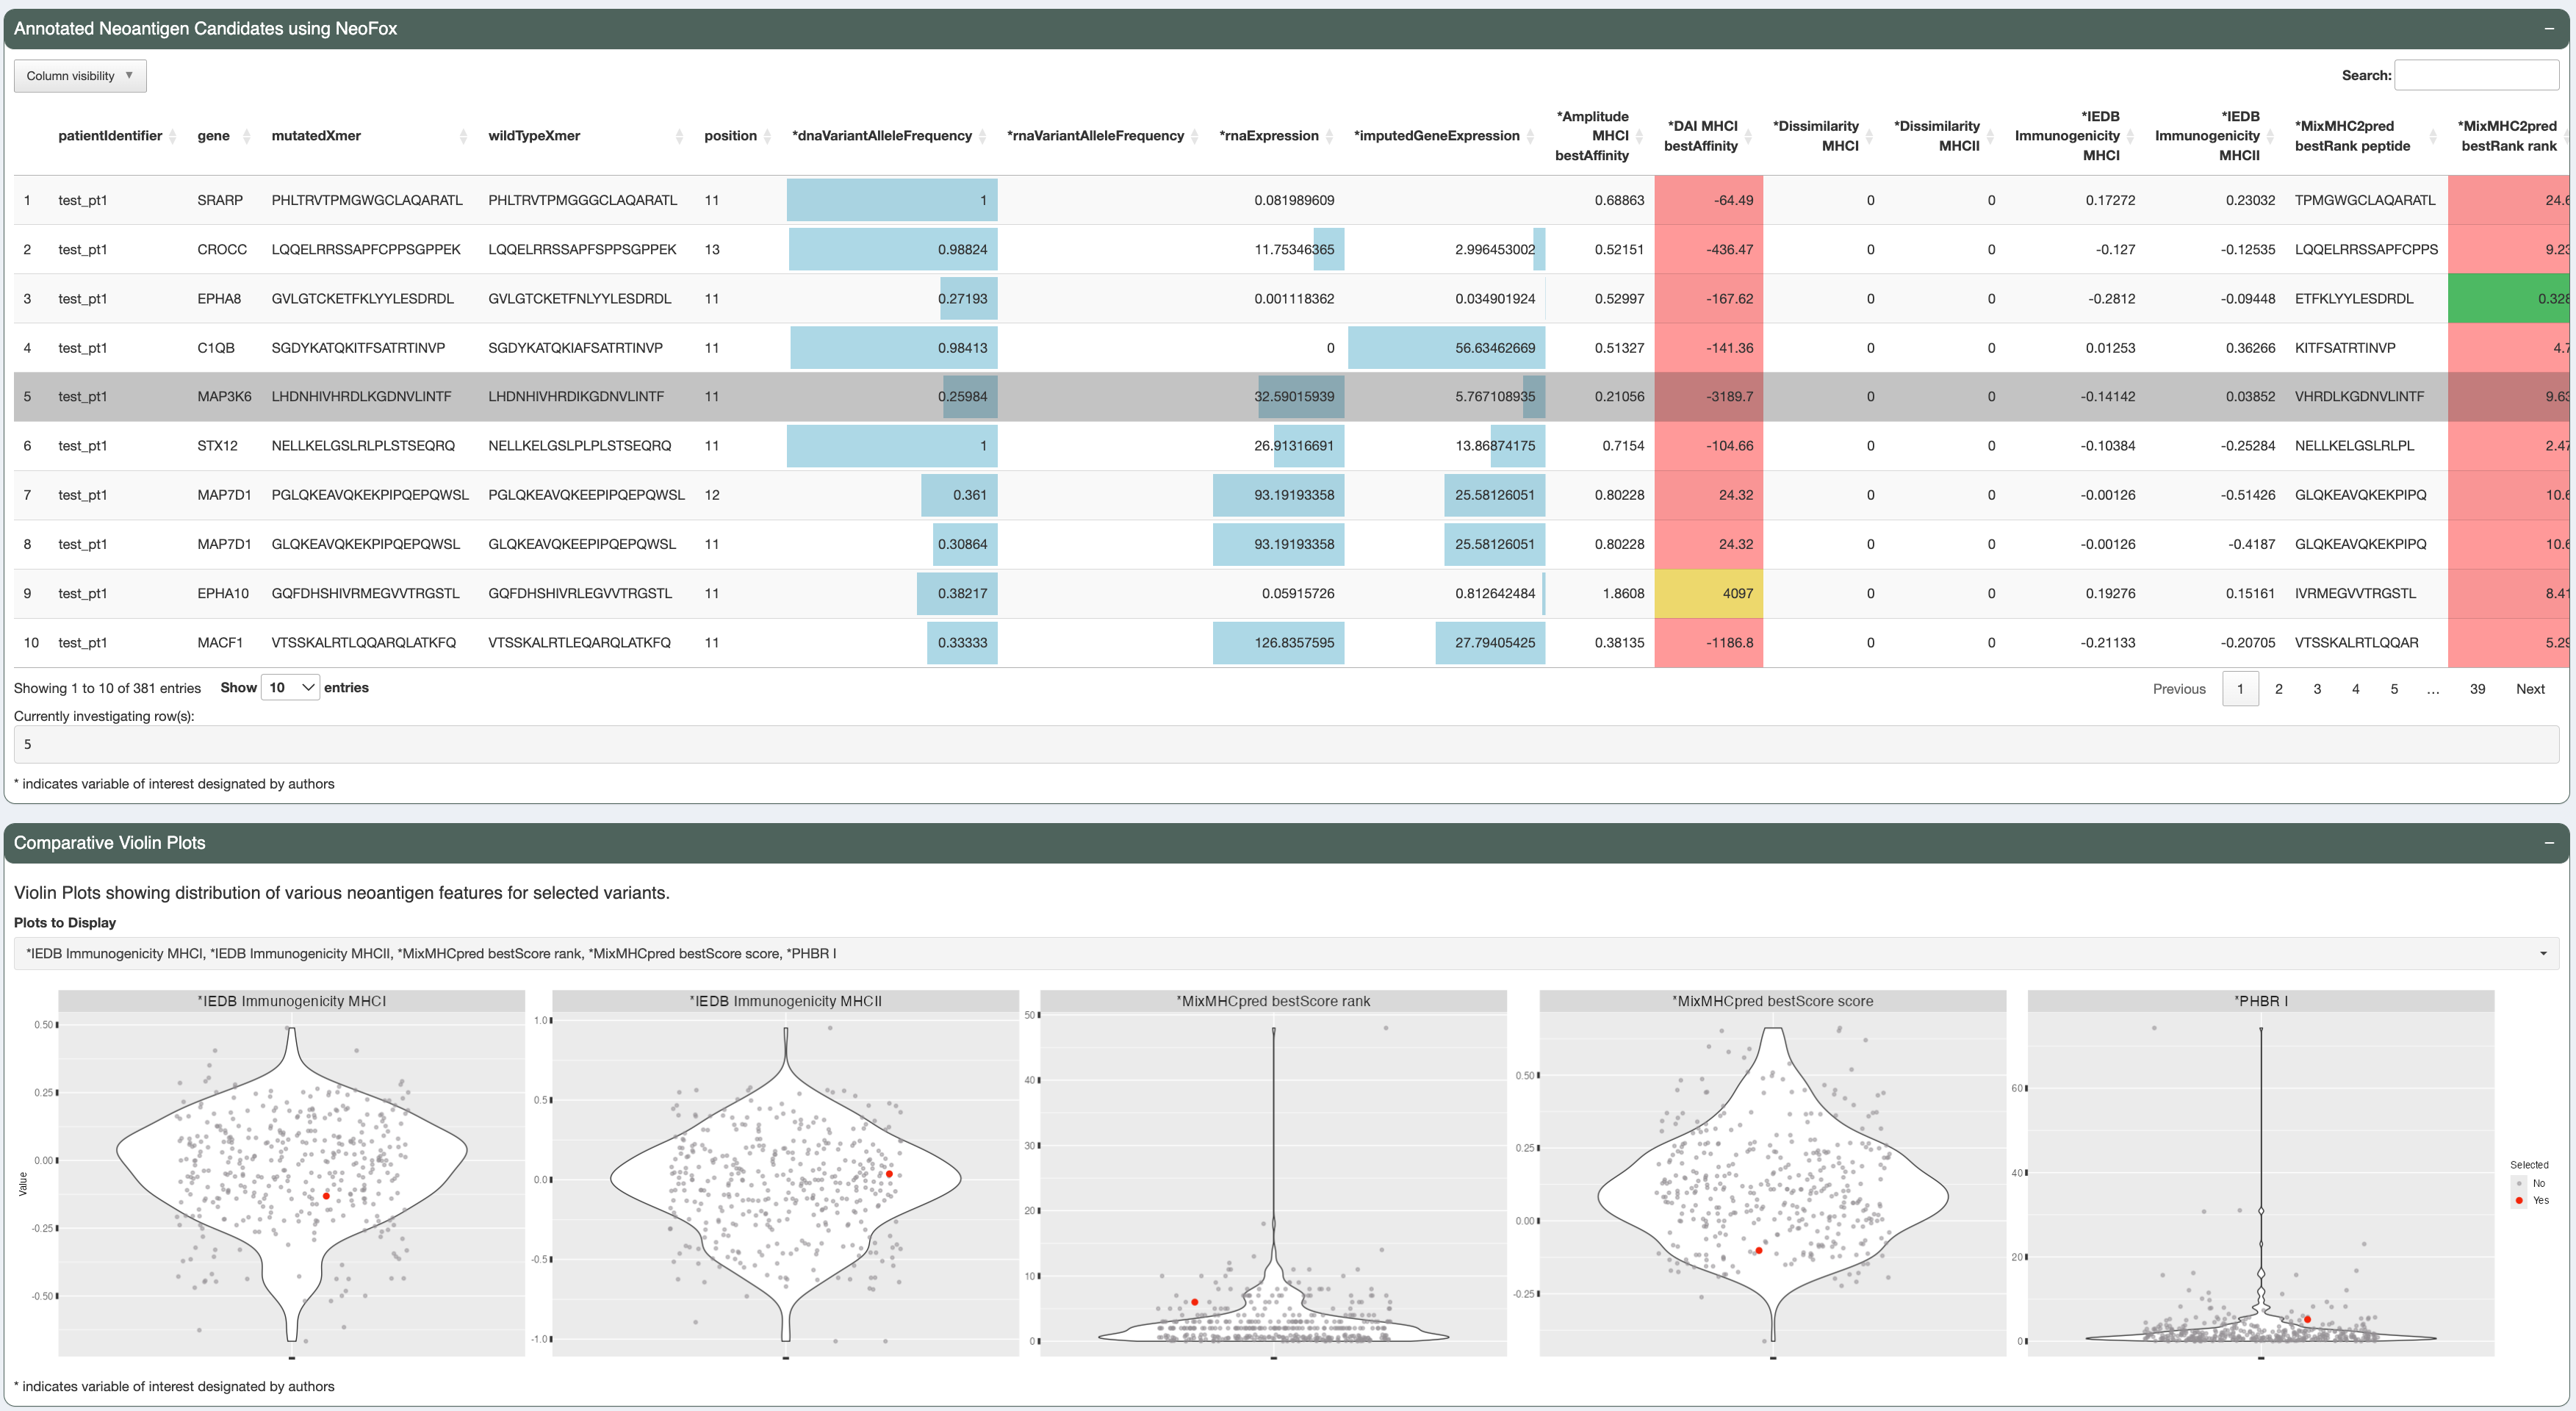 Annotated Neoantigen Candidates using NeoFox
Column visibility
Search:
patientIdentifier gene mutatedXmer wildTypeXmer position *dnaVariantAlleleFrequency *rnaVariantAlleleFrequency *rnaExpression *imputedGeneExpression *Amplitude MHCI bestAffinity *DAI MHCI bestAffinity *Dissimilarity MHCI *Dissimilarity MHCII *IEDB Immunogenicity MHCI *IEDB Immunogenicity MHCII *MixMHC2pred bestRank peptide *MixMHC2pred bestRank rank
1 test_pt1 SRARP PHLTRVTPMGWGCLAQARATL PHLTRVTPMGGGCLAQARATL 11 1 0.081989609 0.68863 -64.49 0 0 0.17272 0.23032 TPMGWGCLAQARATL 24.6
2 test_pt1 CROCC LQQELRRSSAPFCPPSGPPEK LQQELRRSSAPFSPPSGPPEK 13 0.98824 11.75346365 2.996453002 0.52151 -436.47 0 0 -0.127 -0.12535 LQQELRRSSAPFCPPS 9.23
3 test_pt1 EPHA8 GVLGTCKETFKLYYLESDRDL GVLGTCKETFNLYYLESDRDL 11 0.27193 0.001118362 0.034901924 0.52997 -167.62 0 0 -0.2812 -0.09448 ETFKLYYLESDRDL 0.328
4 test_pt1 C1QB SGDYKATQKITFSATRTINVP SGDYKATQKIAFSATRTINVP 11 0.98413 0 56.63462669 0.51327 -141.36 0 0 0.01253 0.36266 KITFSATRTINVP 4.7
5 test_pt1 MAP3K6 LHDNHIVHRDLKGDNVLINTF LHDNHIVHRDIKGDNVLINTF 11 0.25984 32.59015939 5.767108935 0.21056 -3189.7 0 0 -0.14142 0.03852 VHRDLKGDNVLINTF 9.63
6 test_pt1 STX12 NELLKELGSLRLPLSTSEQRQ NELLKELGSLPLPLSTSEQRQ 11 1 26.91316691 13.86874175 0.7154 -104.66 0 0 -0.10384 -0.25284 NELLKELGSLRLPL 2.47
7 test_pt1 MAP7D1 PGLQKEAVQKEKPIPQEPQWSL PGLQKEAVQKEEPIPQEPQWSL 12 0.361 93.19193358 25.58126051 0.80228 24.32 0 0 -0.00126 -0.51426 GLQKEAVQKEKPIPQ 10.6
8 test_pt1 MAP7D1 GLQKEAVQKEKPIPQEPQWSL GLQKEAVQKEEPIPQEPQWSL 11 0.30864 93.19193358 25.58126051 0.80228 24.32 0 0 -0.00126 -0.4187 GLQKEAVQKEKPIPQ 10.6
9 test_pt1 EPHA10 GQFDHSHIVRMEGVVTRGSTL GQFDHSHIVRLEGVVTRGSTL 11 0.38217 0.05915726 0.812642484 1.8608 4097 0 0 0.19276 0.15161 IVRMEGVVTRGSTL 8.41
10 test_pt1 MACF1 VTSSKALRTLQQARQLATKFQ VTSSKALRTLEQARQLATKFQ 11 0.33333 126.8357595 27.79405425 0.38135 -1186.8 0 0 -0.21133 -0.20705 VTSSKALRTLQQAR 5.29
Showing 1 to 10 of 381 entries Show 10 entries Previous 1 2 3 4 5 … 39 Next
Currently investigating row(s):
5
* indicates variable of interest designated by authors
Comparative Violin Plots
Violin Plots showing distribution of various neoantigen features for selected variants.
Plots to Display
*IEDB Immunogenicity MHCI, *IEDB Immunogenicity MHCII, *MixMHCpred bestScore rank, *MixMHCpred bestScore score, *PHBR I
*IEDB Immunogenicity MHCI
0.50
0.25
0.00
-0.25
-0.50
Value
*IEDB Immunogenicity MHCII
1.0
0.5
0.0
-0.5
-1.0
*MixMHCpred bestScore rank
50
40
30
20
10
0
*MixMHCpred bestScore score
0.50
0.25
0.00
-0.25
*PHBR I
60
40
20
0
Selected
No
Yes
* indicates variable of interest designated by authors